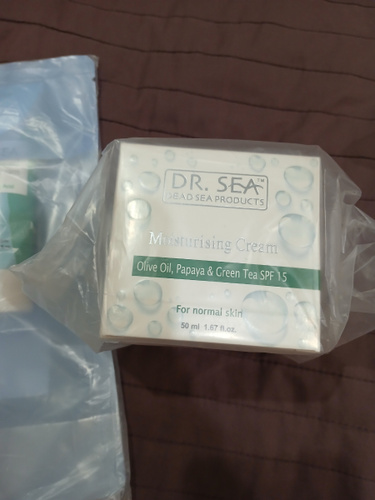 DR. SEA™
DEAD SEA PRODUCTS
Moisturising Cream
Olive Oil, Papaya & Green Tea SPF 15
For normal skin
50 ml 1.67 fl.oz.